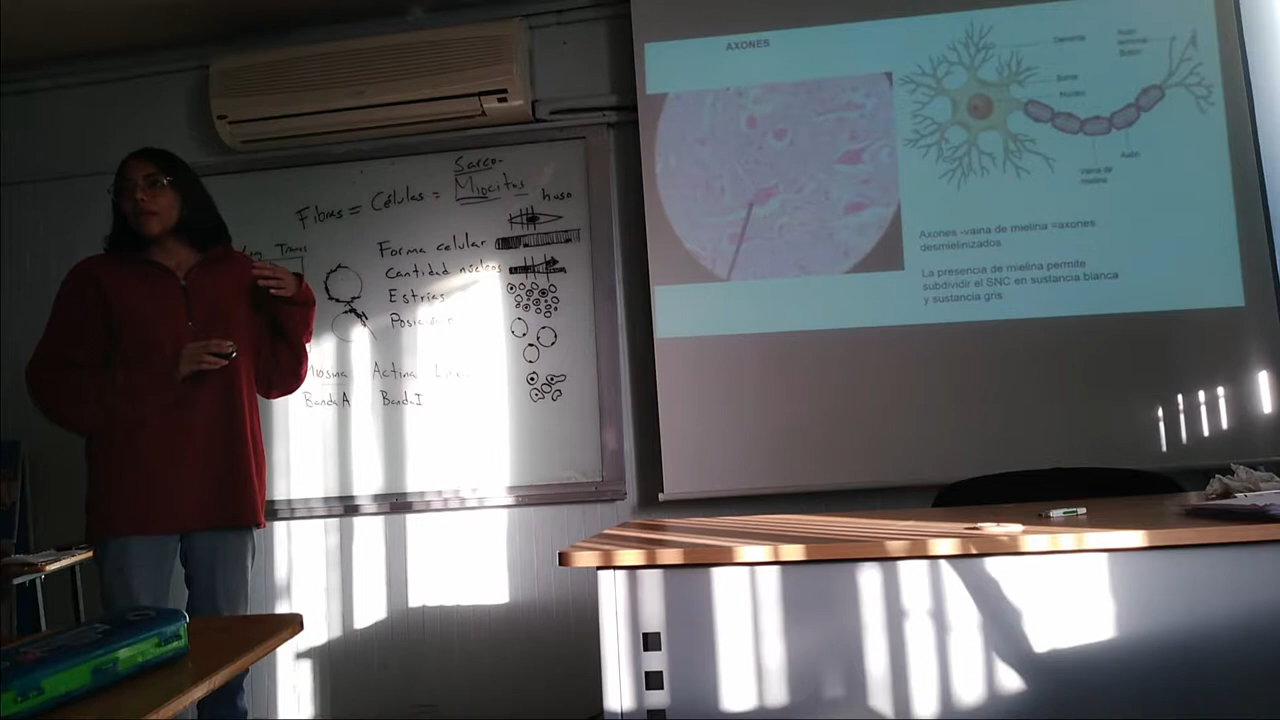 Sarco-
Fibras = Células = Miocitos
huso
Long Trans
Forma celular
Cantidad núcleos
Estrías
Miosina Actina
Banda A Banda I
AXONES
Dendrita
Soma
Núcleo
Axón
Vaina de
mielina
Axones -vaina de mielina =axones
desmielinizados
La presencia de mielina permite
subdividir el SNC en sustancia blanca
y sustancia gris